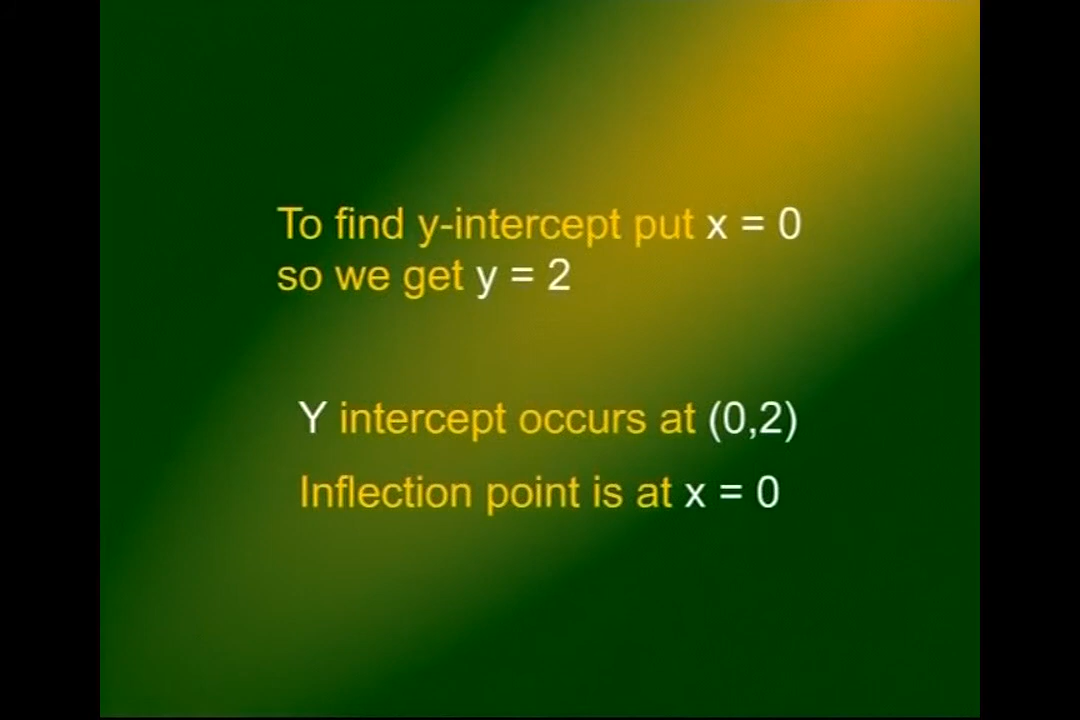 To find y-intercept put x = 0
so we get y = 2
Y intercept occurs at (0,2)
Inflection point is at x = 0